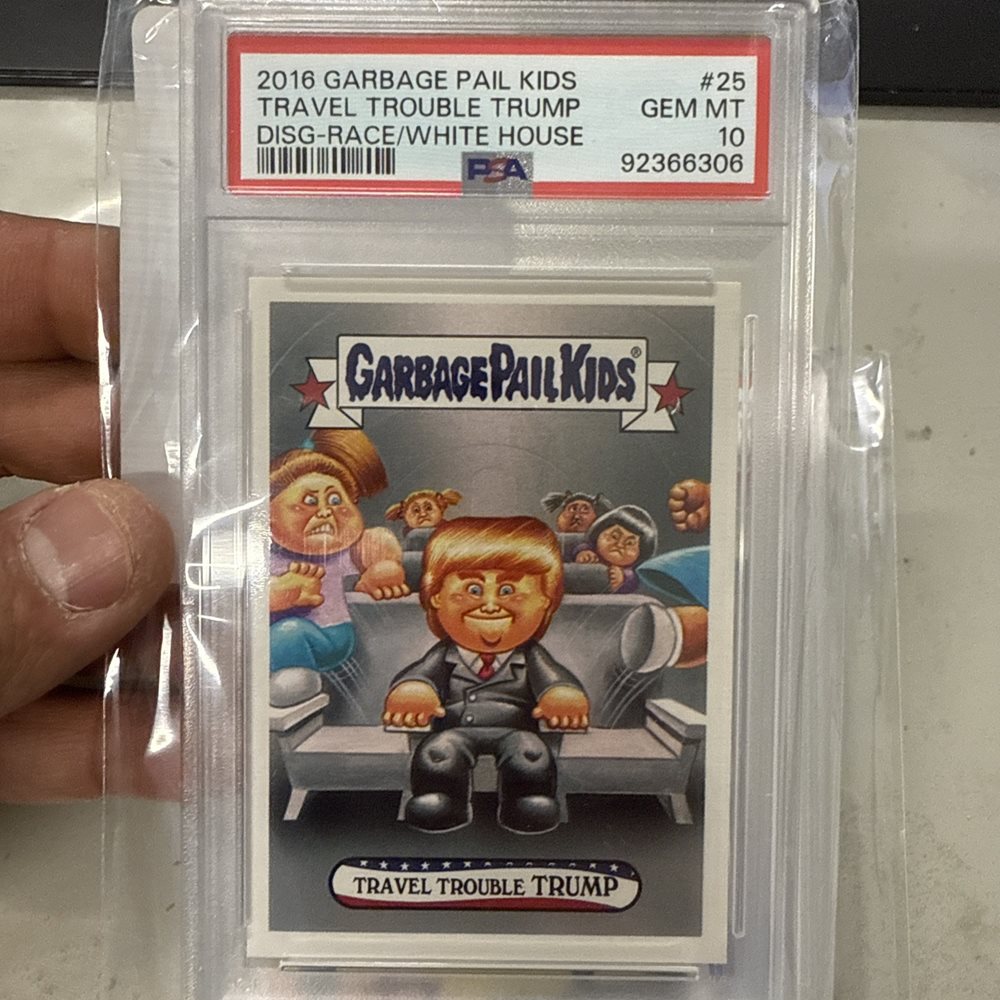 2016 GARBAGE PAIL KIDS #25
TRAVEL TROUBLE TRUMP GEM MT
DISG-RACE/WHITE HOUSE 10
PSA 92366306
GARBAGE PAIL KIDS®
TRAVEL TROUBLE TRUMP